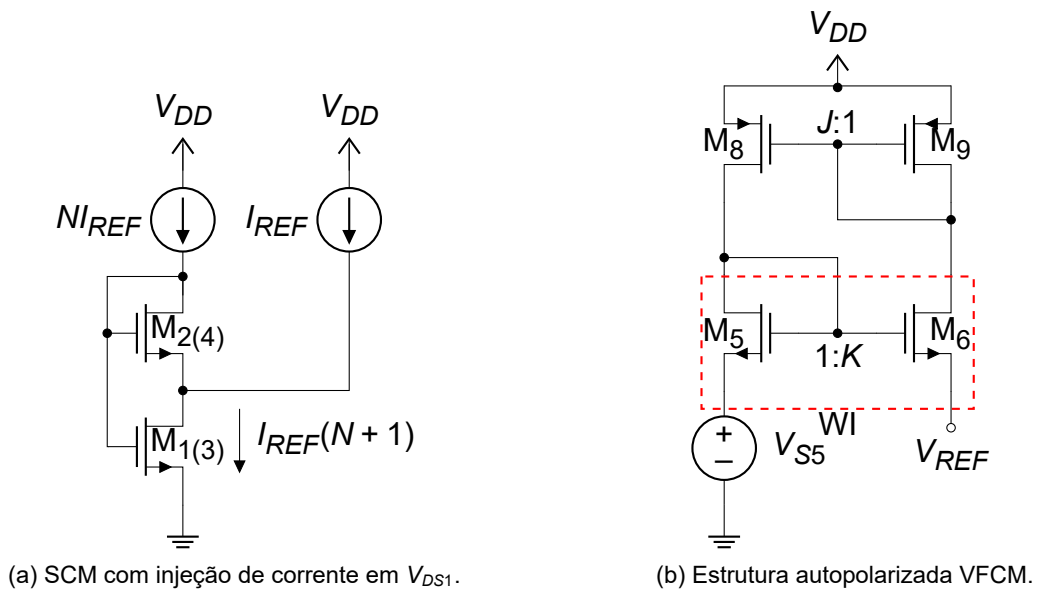 V_DD
V_DD
NI_REF
I_REF
M_2(4)
M_1(3)
I_REF(N + 1)
(a) SCM com injeção de corrente em V_DS1.
V_DD
M_8
J:1
M_9
M_5
M_6
1:K
WI
+
–
V_S5
V_REF
(b) Estrutura autopolarizada VFCM.